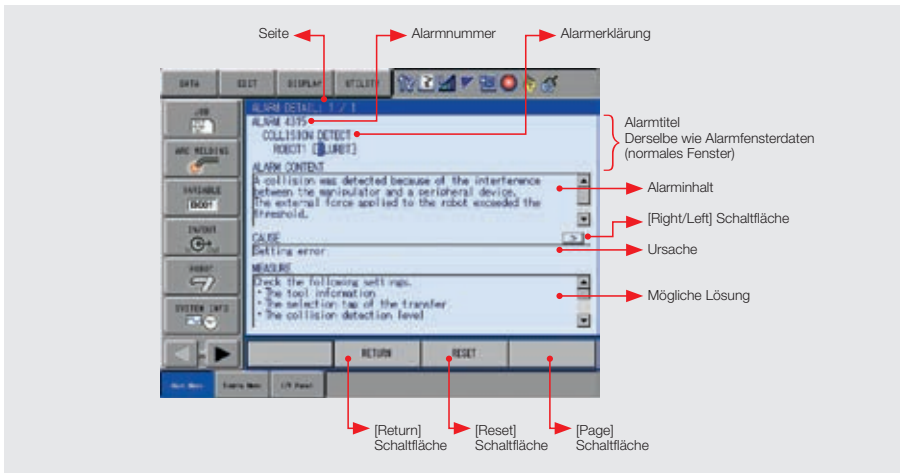 Seite
Alarmnummer
Alarmerklärung
DATA EDIT DISPLAY UTILITY
JOB
ARC WELDING
VARIABLE
B001
IN/OUT
ROBOT
SYSTEM INFO
ALARM DETAIL: 1 / 1
ALARM 4315
COLLISION DETECT
ROBOT1 [SLURBT]
ALARM CONTENT
A collision was detected because of the interference
between the manipulator and a peripheral device.
The external force applied to the robot exceeded the
threshold.
CAUSE
Setting error
MEASURE
Check the following settings.
・The tool information
・The selection tap of the transfer
・The collision detection level
RETURN RESET
Main Menu
Alarmtitel
Derselbe wie Alarmfensterdaten
(normales Fenster)
Alarminhalt
[Right/Left] Schaltfläche
Ursache
Mögliche Lösung
[Return]
Schaltfläche
[Reset]
Schaltfläche
[Page]
Schaltfläche